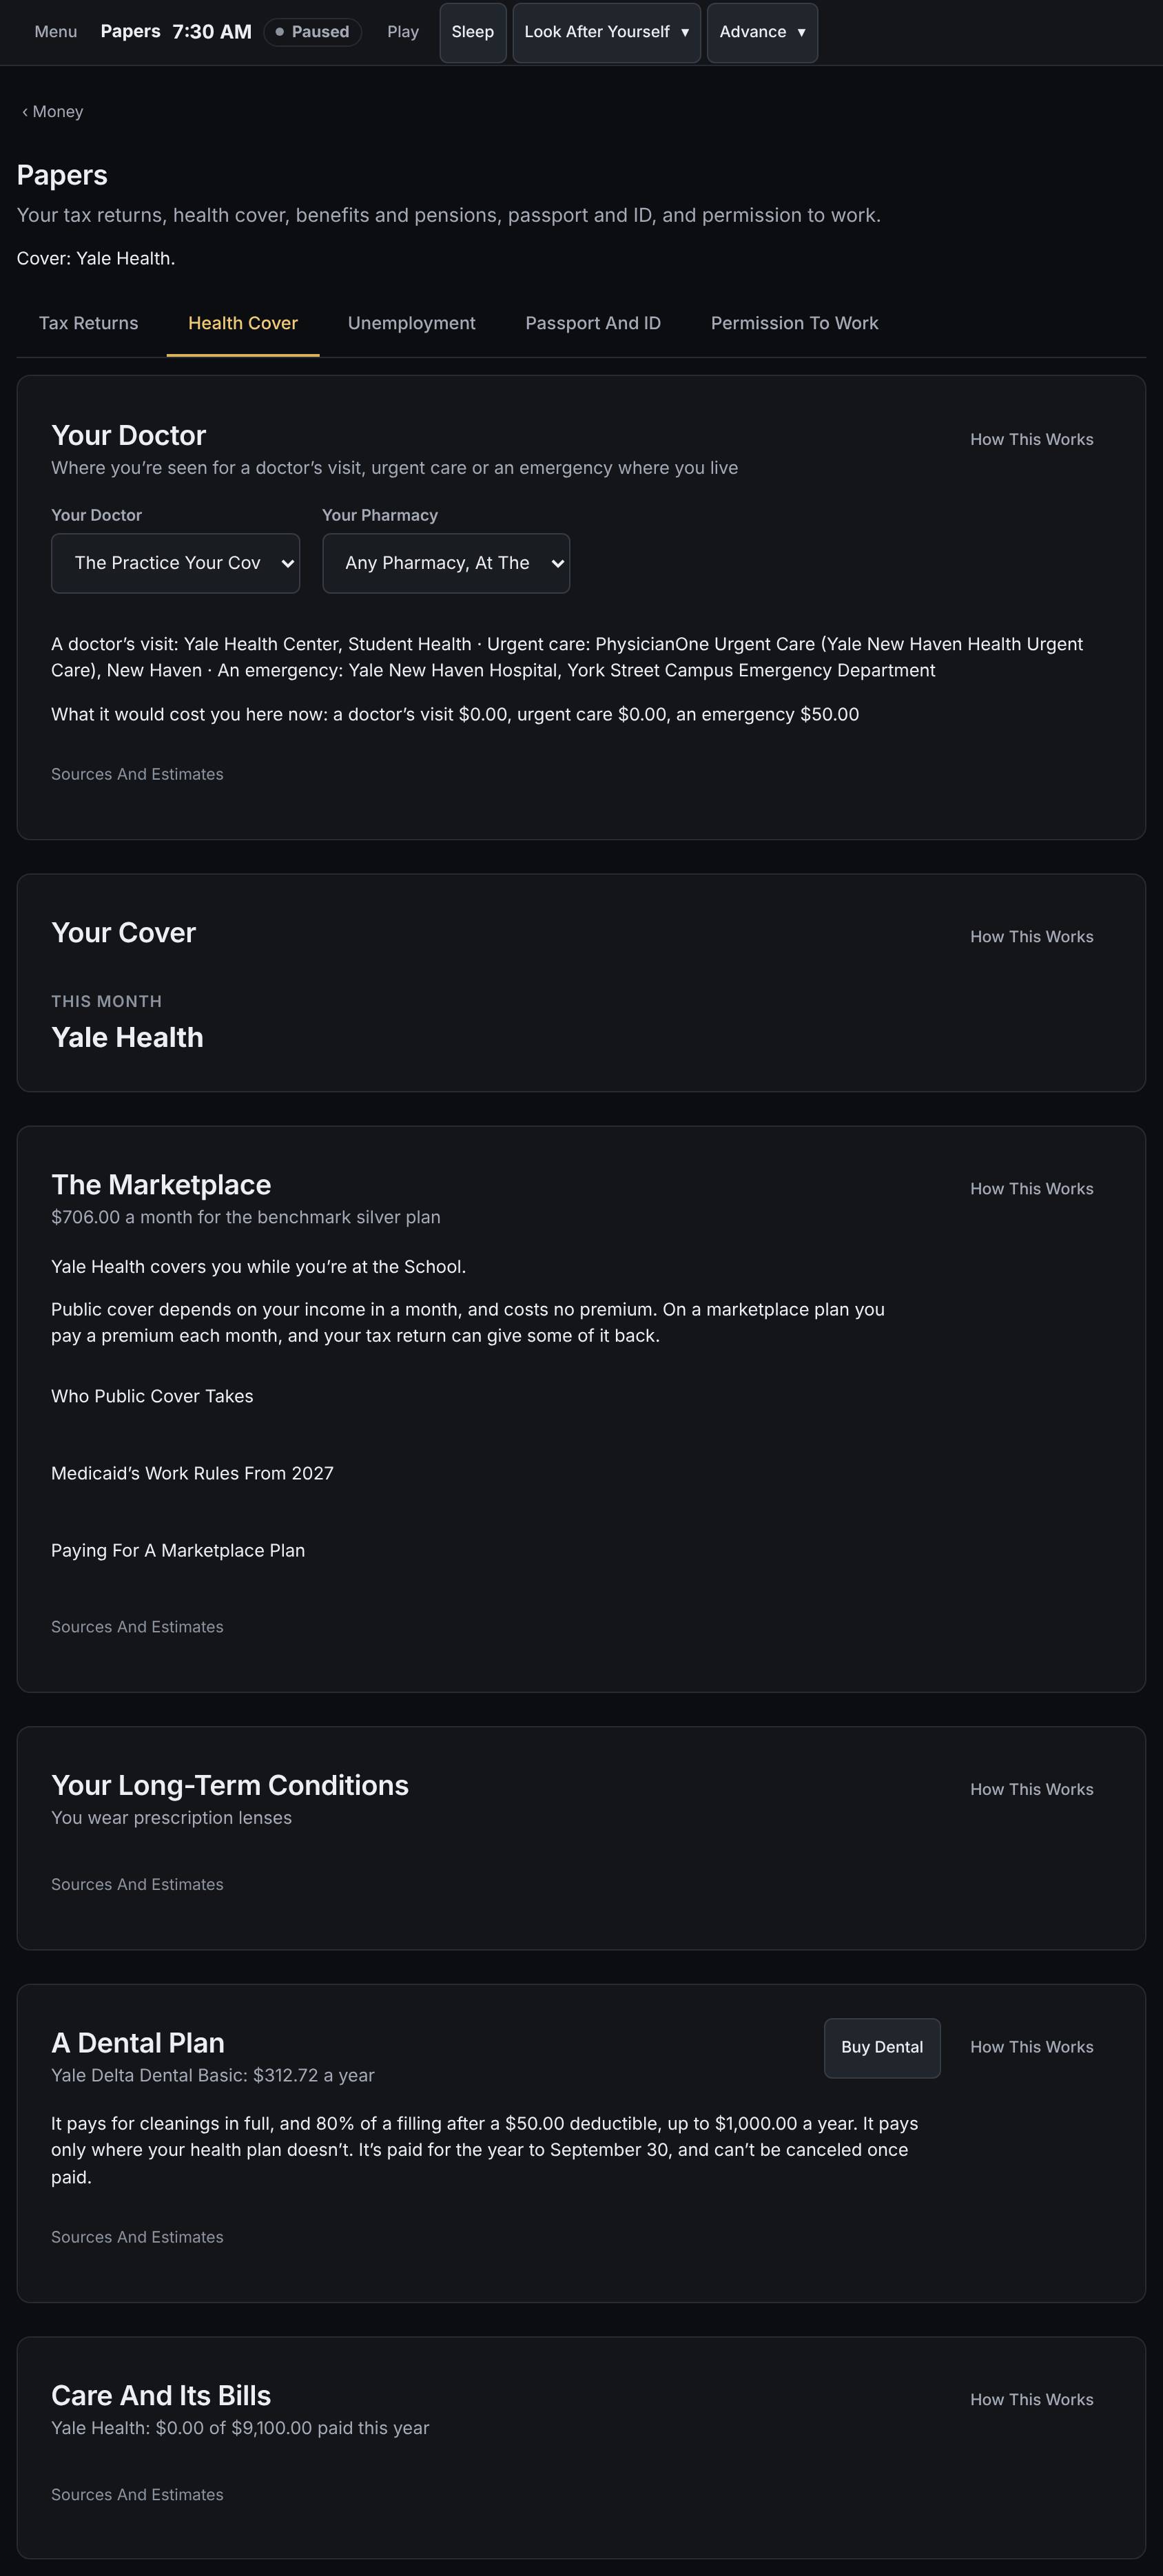 Menu Papers 7:30 AM Paused Play Sleep Look After Yourself ▾ Advance ▾
‹ Money
Papers
Your tax returns, health cover, benefits and pensions, passport and ID, and permission to work.
Cover: Yale Health.
Tax Returns Health Cover Unemployment Passport And ID Permission To Work
Your Doctor How This Works
Where you’re seen for a doctor’s visit, urgent care or an emergency where you live
Your Doctor Your Pharmacy
The Practice Your Cov Any Pharmacy, At The
A doctor’s visit: Yale Health Center, Student Health · Urgent care: PhysicianOne Urgent Care (Yale New Haven Health Urgent
Care), New Haven · An emergency: Yale New Haven Hospital, York Street Campus Emergency Department
What it would cost you here now: a doctor’s visit $0.00, urgent care $0.00, an emergency $50.00
Sources And Estimates
Your Cover How This Works
THIS MONTH
Yale Health
The Marketplace How This Works
$706.00 a month for the benchmark silver plan
Yale Health covers you while you’re at the School.
Public cover depends on your income in a month, and costs no premium. On a marketplace plan you
pay a premium each month, and your tax return can give some of it back.
Who Public Cover Takes
Medicaid’s Work Rules From 2027
Paying For A Marketplace Plan
Sources And Estimates
Your Long-Term Conditions How This Works
You wear prescription lenses
Sources And Estimates
A Dental Plan Buy Dental How This Works
Yale Delta Dental Basic: $312.72 a year
It pays for cleanings in full, and 80% of a filling after a $50.00 deductible, up to $1,000.00 a year. It pays
only where your health plan doesn’t. It’s paid for the year to September 30, and can’t be canceled once
paid.
Sources And Estimates
Care And Its Bills How This Works
Yale Health: $0.00 of $9,100.00 paid this year
Sources And Estimates